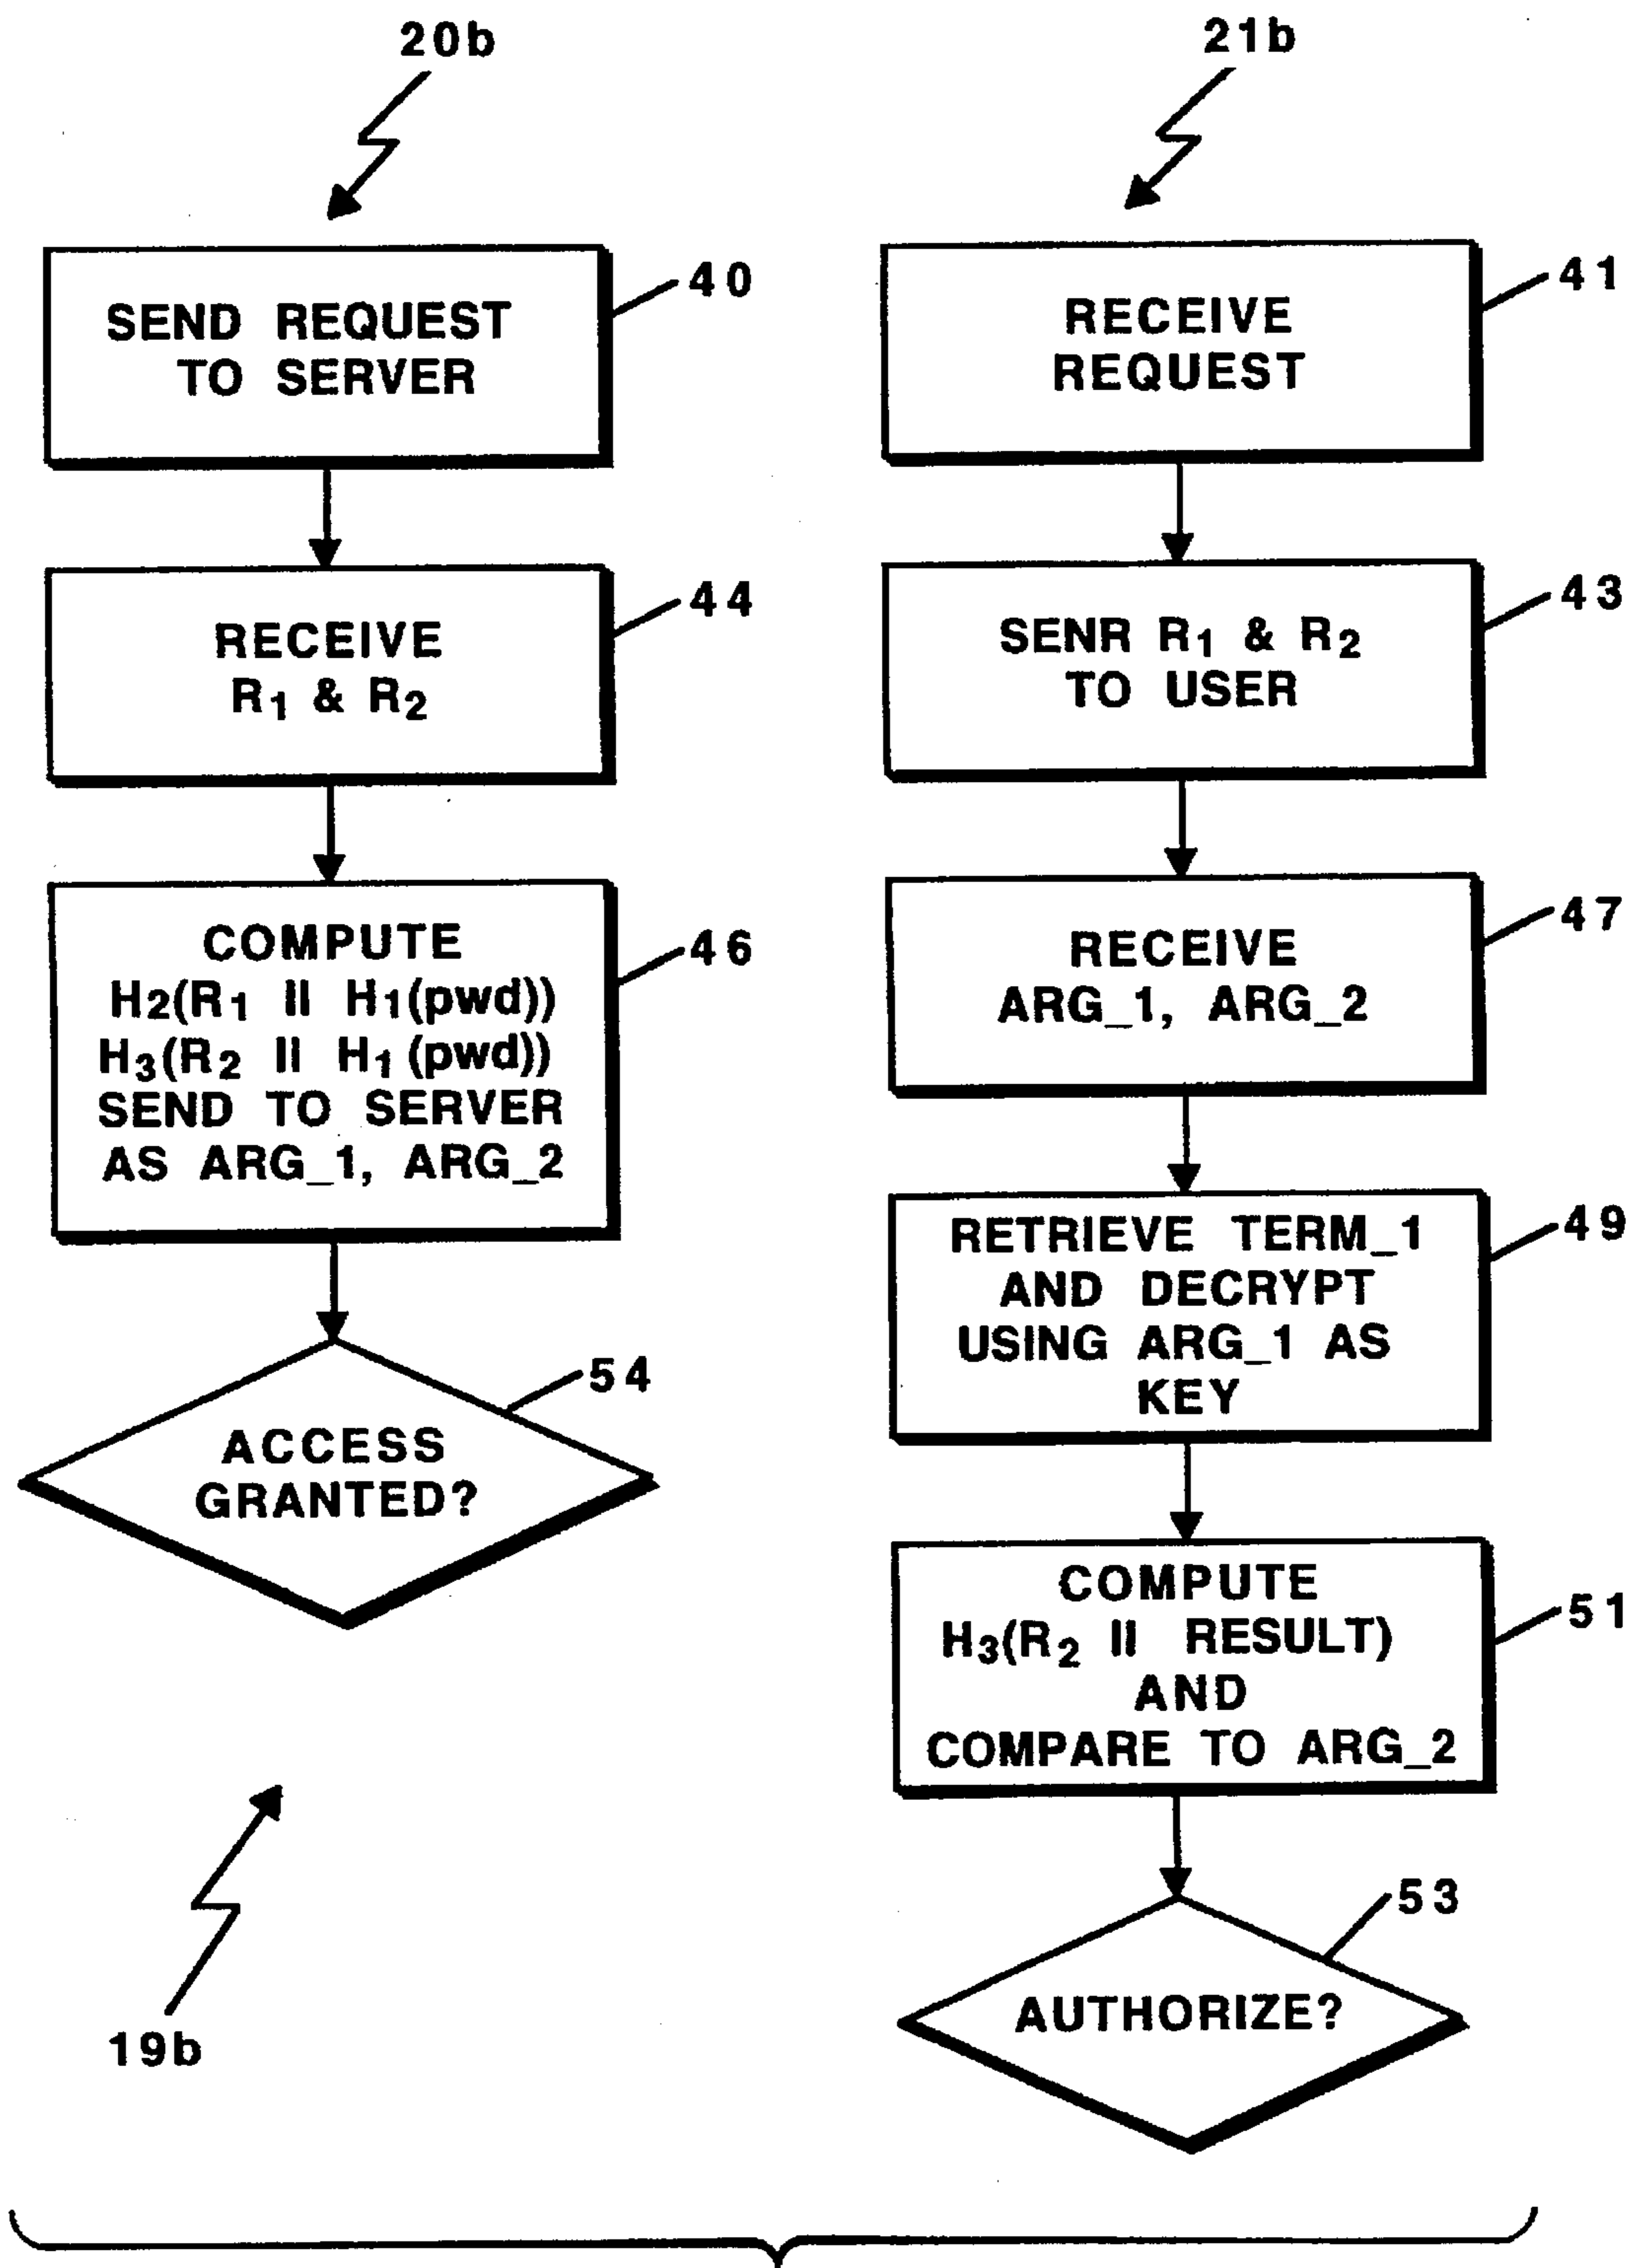 20b
SEND REQUEST
TO SERVER
40
RECEIVE
R1 & R2
44
COMPUTE
H2(R1 || H1(pwd))
H3(R2 || H1(pwd))
SEND TO SERVER
AS ARG_1, ARG_2
46
ACCESS
GRANTED?
54
19b
21b
RECEIVE
REQUEST
41
SENR R1 & R2
TO USER
43
RECEIVE
ARG_1, ARG_2
47
RETRIEVE TERM_1
AND DECRYPT
USING ARG_1 AS
KEY
49
COMPUTE
H3(R2 || RESULT)
AND
COMPARE TO ARG_2
51
AUTHORIZE?
53